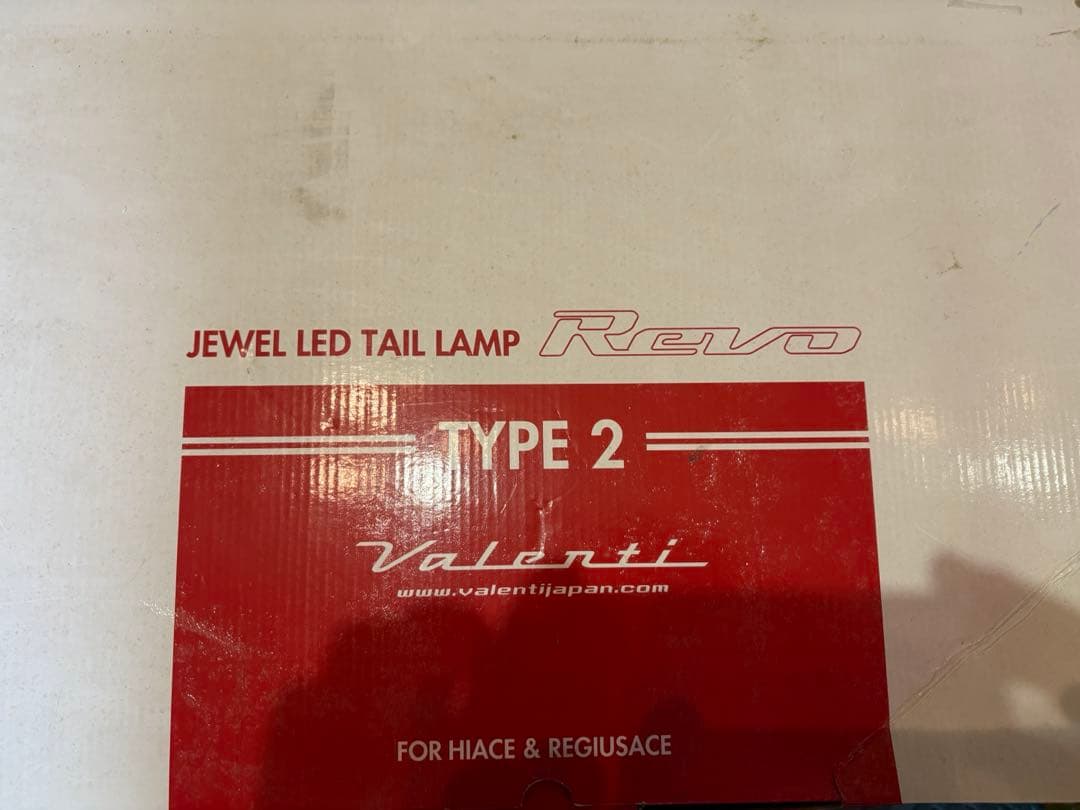 JEWEL LED TAIL LAMP Revo
TYPE 2
Valenti
www.valentijapan.com
FOR HIACE & REGIUSACE